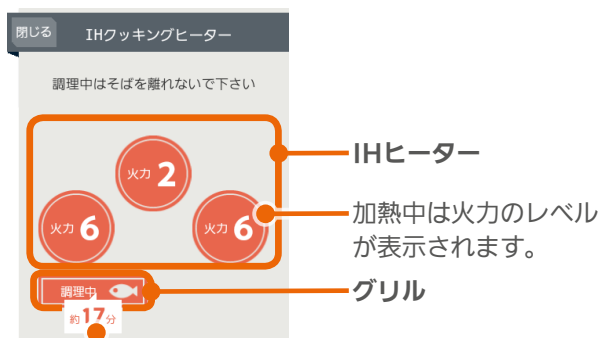 閉じる
IHクッキングヒーター
調理中はそばを離れないで下さい
火力 2
火力 6
火力 6
調理中
約17分
IHヒーター
加熱中は火力のレベル
が表示されます。
グリル